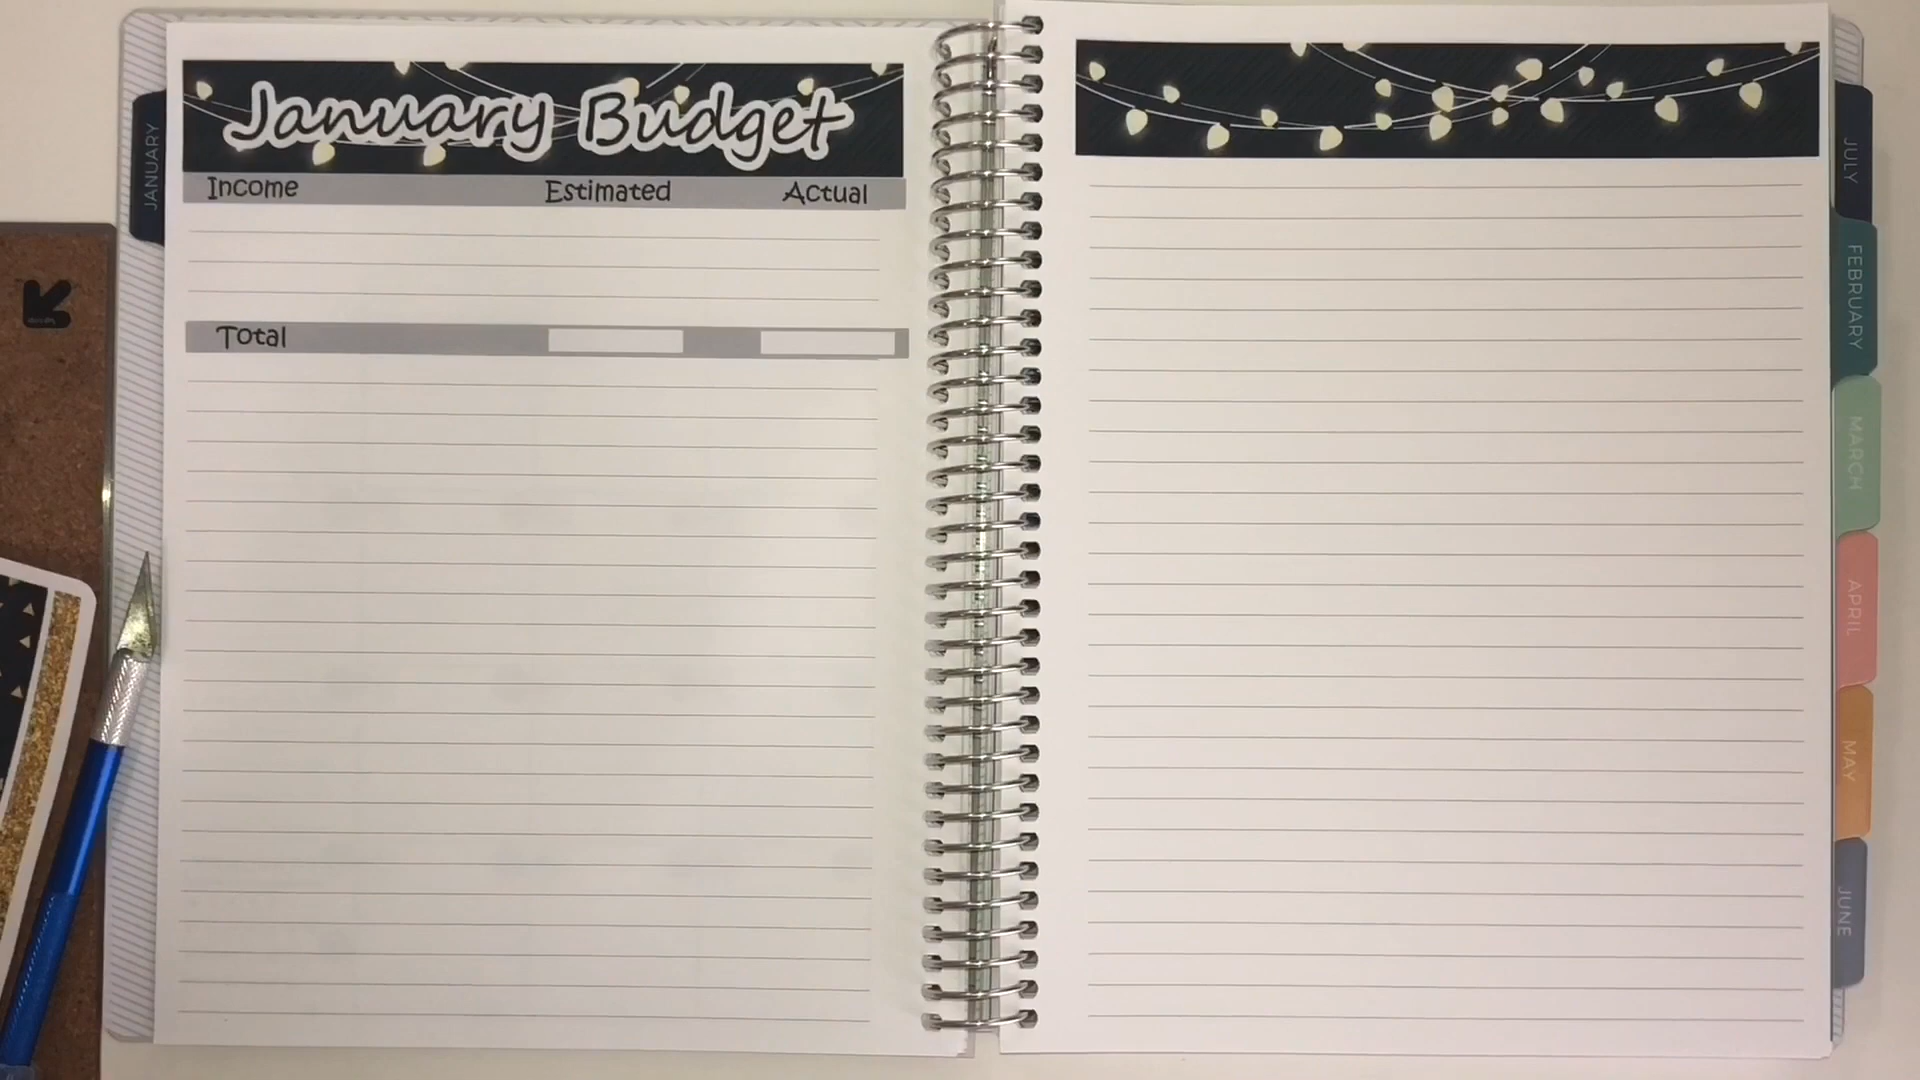 January Budget
Income Estimated Actual
Total
JANUARY
JULY
FEBRUARY
MARCH
APRIL
MAY
JUNE